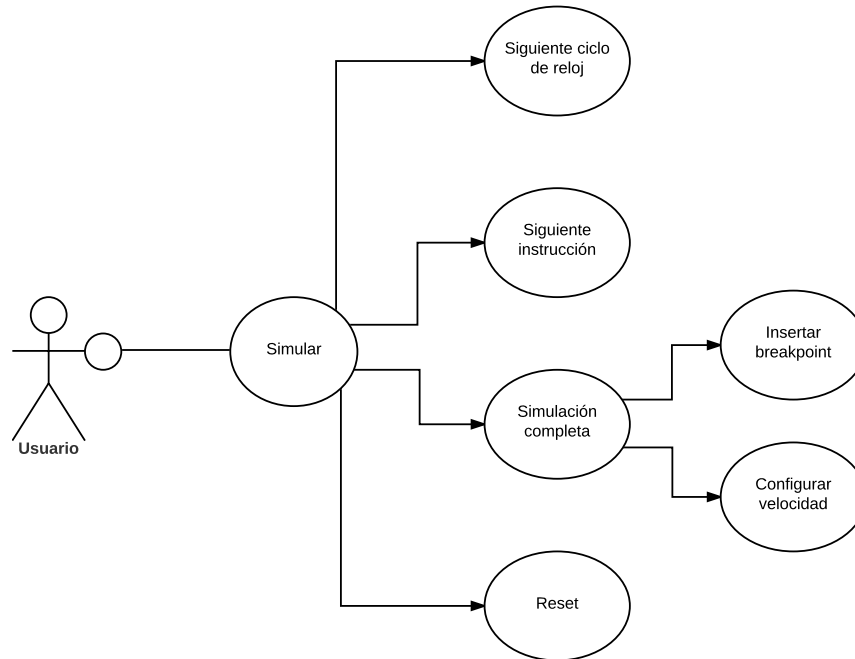 Siguiente ciclo
de reloj
Siguiente
instrucción
Insertar
breakpoint
Simular
Simulación
completa
Usuario
Configurar
velocidad
Reset